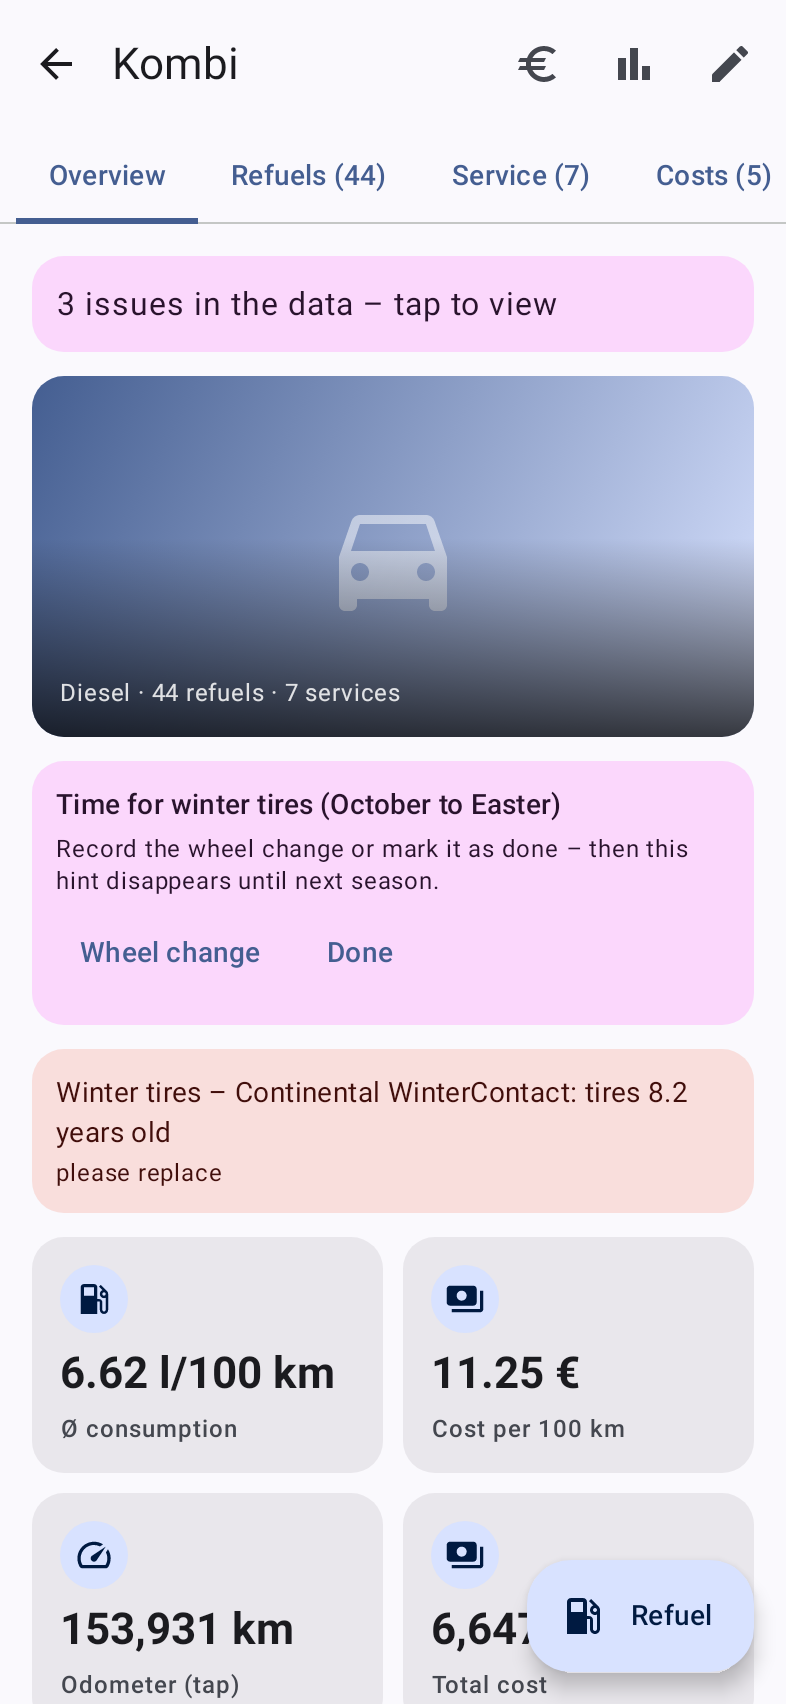 Kombi
Overview
Refuels (44)
Service (7)
Costs (5)
3 issues in the data – tap to view
Diesel · 44 refuels · 7 services
Time for winter tires (October to Easter)
Record the wheel change or mark it as done – then this
hint disappears until next season.
Wheel change
Done
Winter tires – Continental WinterContact: tires 8.2
years old
please replace
6.62 l/100 km
Ø consumption
11.25 €
Cost per 100 km
153,931 km
Odometer (tap)
Total cost
Refuel